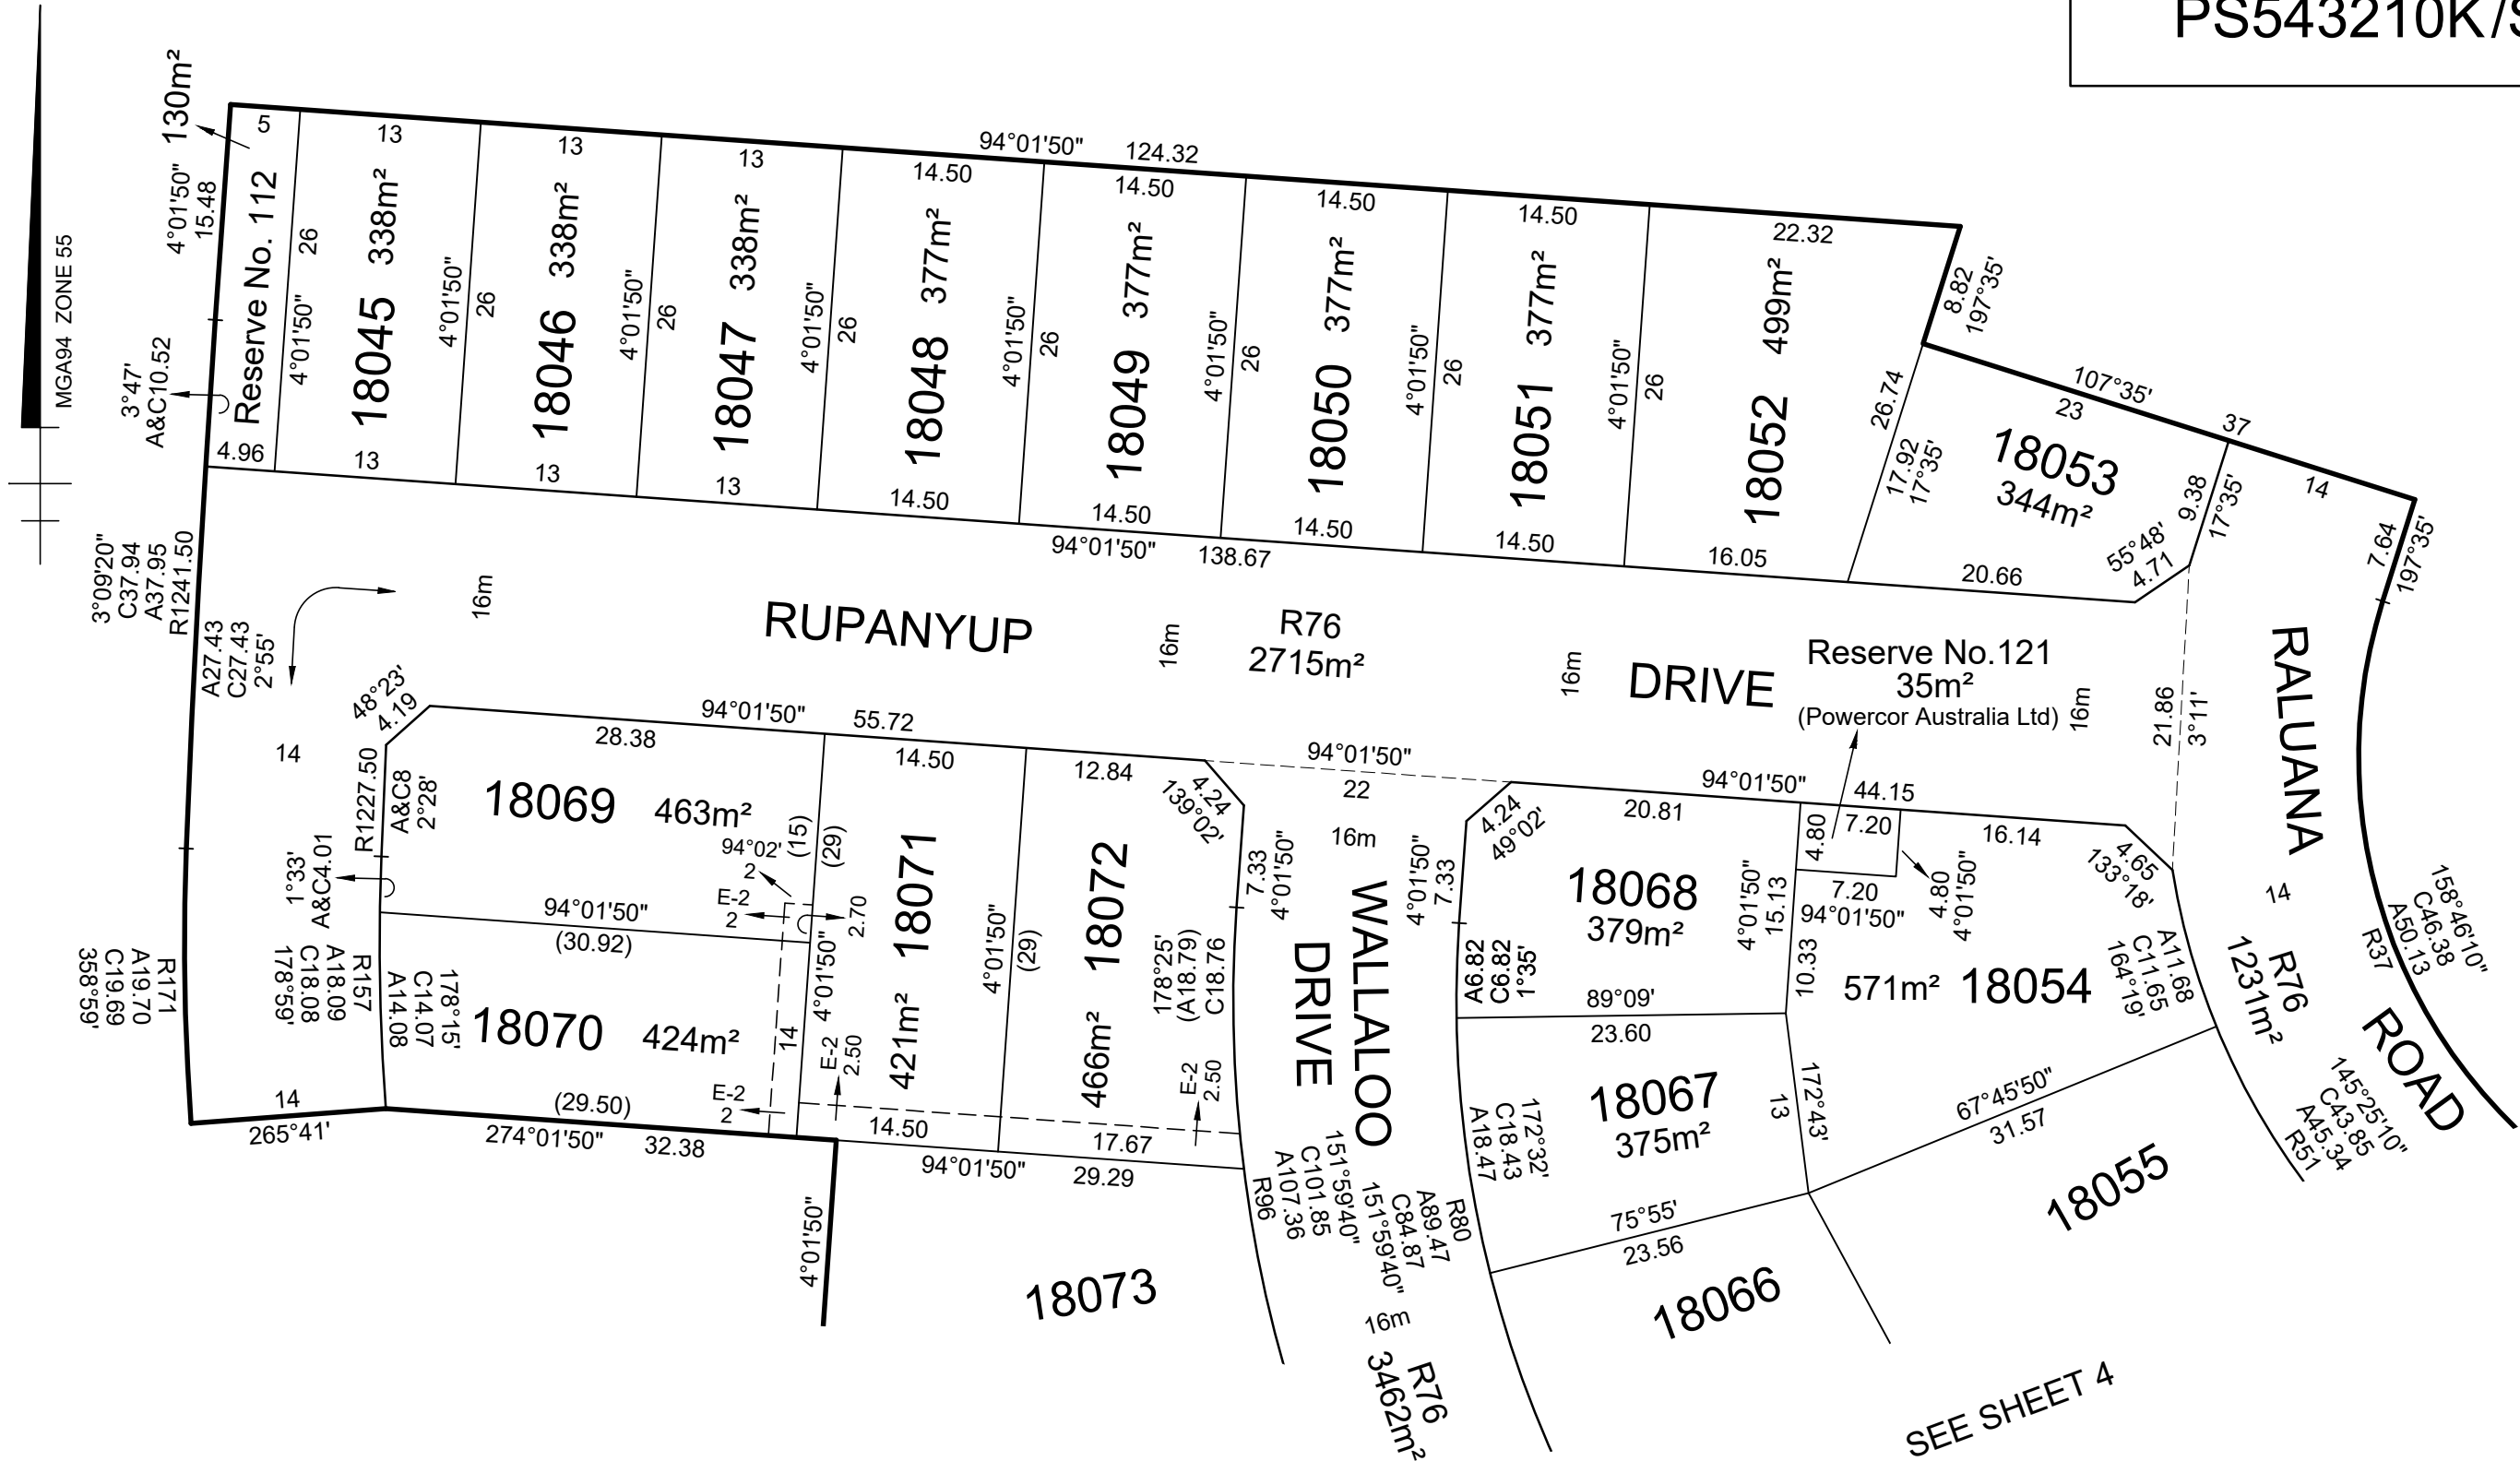 PS543210K/S
MGA94 ZONE 55
130m²
4°01'50"
15.48
3°47'
A&C10.52
5
Reserve No. 112
4.96
26
4°01'50"
13
18045 338m²
13
4°01'50"
26
13
18046 338m²
13
4°01'50"
26
13
18047 338m²
13
4°01'50"
26
94°01'50" 124.32
14.50
18048 377m²
14.50
4°01'50"
26
14.50
18049 377m²
14.50
4°01'50"
26
14.50
18050 377m²
14.50
4°01'50"
26
14.50
18051 377m²
14.50
4°01'50"
26
22.32
18052 499m²
16.05
8.82
197°35'
26.74
17.92
17°35'
107°35'
37
23
18053
344m²
20.66
55°48'
4.71
9.38
17°35'
14
7.64
197°35'
94°01'50" 138.67
3°09'20"
C37.94
A37.95
R1241.50
A27.43
C27.43
2°55'
16m
RUPANYUP
16m
R76
2715m²
16m
DRIVE
Reserve No.121
35m²
(Powercor Australia Ltd)
16m
21.86
3°11'
RALUANA
ROAD
14
R76
1231m²
158°46'10"
C46.38
A50.13
R37
145°25'10"
C43.85
A45.34
R51
48°23'
4.19
94°01'50" 55.72
28.38
14
R1227.50
A&C8
2°28'
18069 463m²
1°33'
A&C4.01
94°02'
2
(15)
(29)
E-2
2
2.70
94°01'50"
(30.92)
R171
A19.70
C19.69
358°59'
R157
A18.09
C18.08
178°59'
178°15'
C14.07
A14.08
18070 424m²
14
4°01'50"
E-2
2
E-2
2.50
14
265°41'
(29.50)
274°01'50" 32.38
4°01'50"
14.50
18071
421m²
14.50
4°01'50"
(29)
12.84
4.24
139°02'
18072
466m²
7.33
4°01'50"
178°25'
(A18.79)
C18.76
E-2
2.50
17.67
94°01'50" 29.29
18073
94°01'50"
22
16m
WALLALOO
DRIVE
151°59'40"
C101.85
A107.36
R96
R80
A89.47
C84.87
151°59'40"
16m
R76
3462m²
4°01'50"
7.33
4.24
49°02'
94°01'50" 44.15
20.81
18068
379m²
A6.82
C6.82
1°35'
4°01'50"
15.13
4.80
7.20
7.20
94°01'50"
4.80
4°01'50"
16.14
4.65
133°18'
10.33
571m² 18054
A11.68
C11.65
164°19'
89°09'
23.60
18067
375m²
172°32'
C18.43
A18.47
172°43'
13
75°55'
23.56
67°45'50"
31.57
18055
18066
SEE SHEET 4